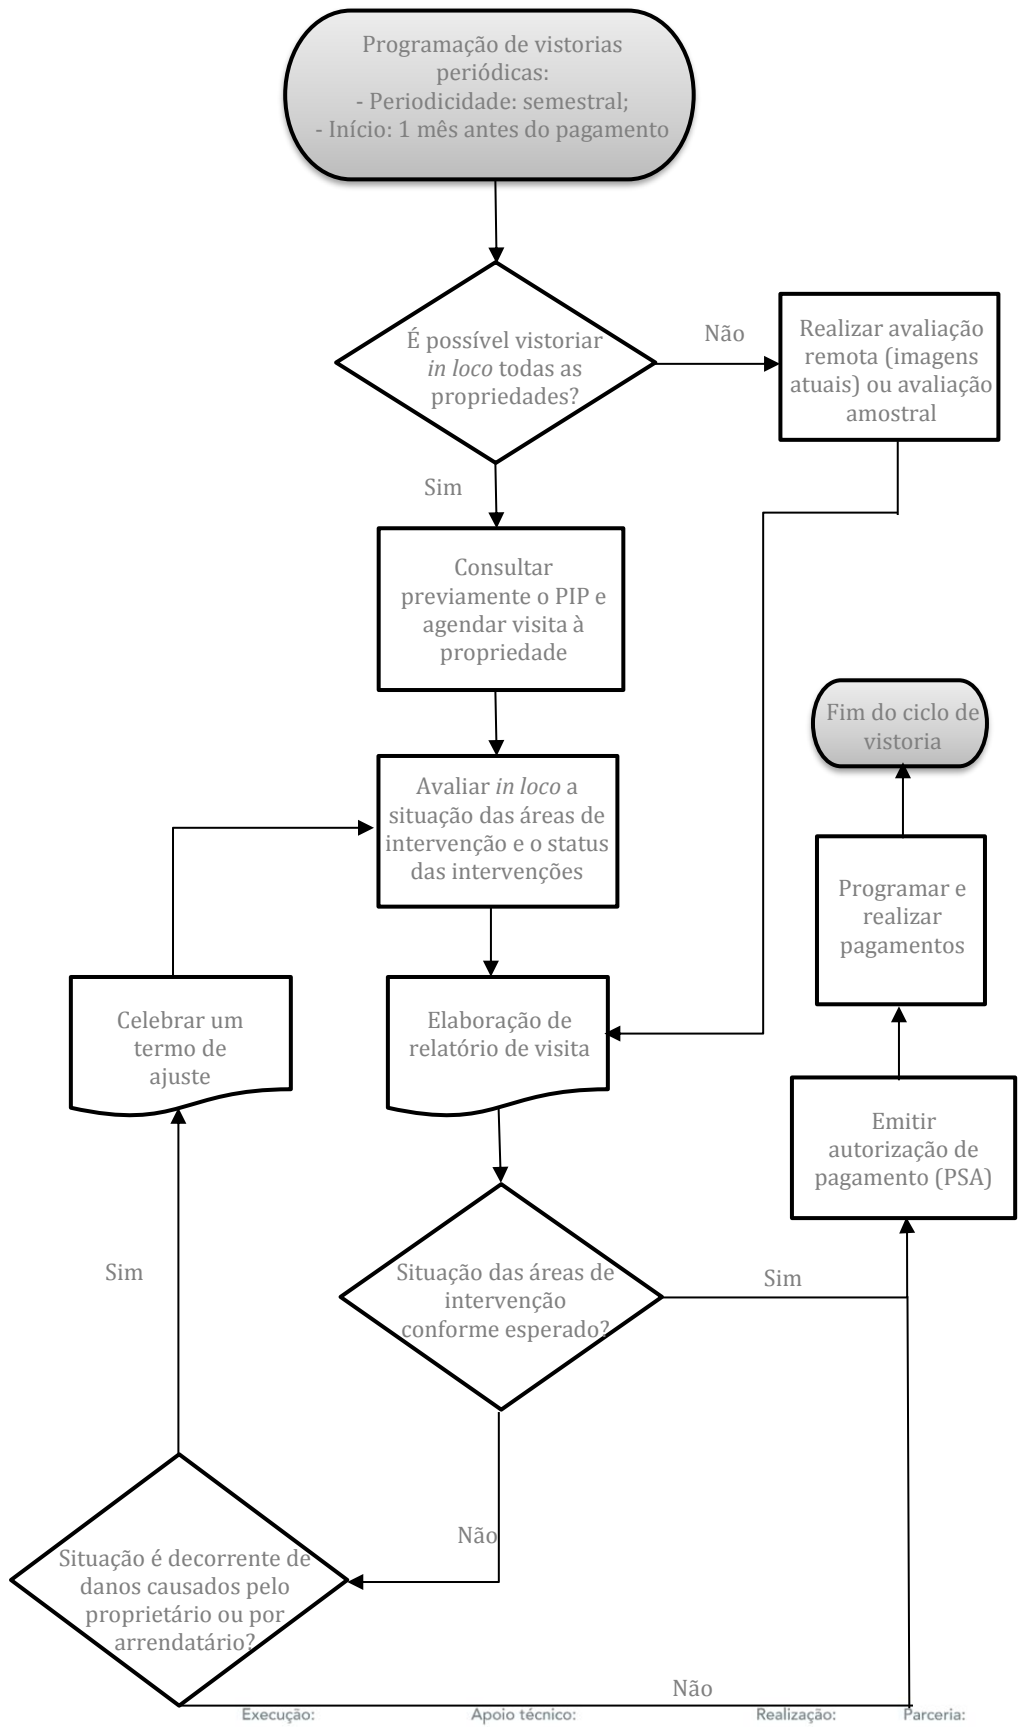 Programação de vistorias
periódicas:
- Periodicidade: semestral;
- Início: 1 mês antes do pagamento
É possível vistoriar
in loco todas as
propriedades?
Não
Realizar avaliação
remota (imagens
atuais) ou avaliação
amostral
Sim
Consultar
previamente o PIP e
agendar visita à
propriedade
Avaliar in loco a
situação das áreas de
intervenção e o status
das intervenções
Fim do ciclo de
vistoria
Programar e
realizar
pagamentos
Celebrar um
termo de
ajuste
Elaboração de
relatório de visita
Emitir
autorização de
pagamento (PSA)
Sim
Situação das áreas de
intervenção
conforme esperado?
Sim
Não
Situação é decorrente de
danos causados pelo
proprietário ou por
arrendatário?
Não
Execução:
Apoio técnico:
Realização:
Parceria: